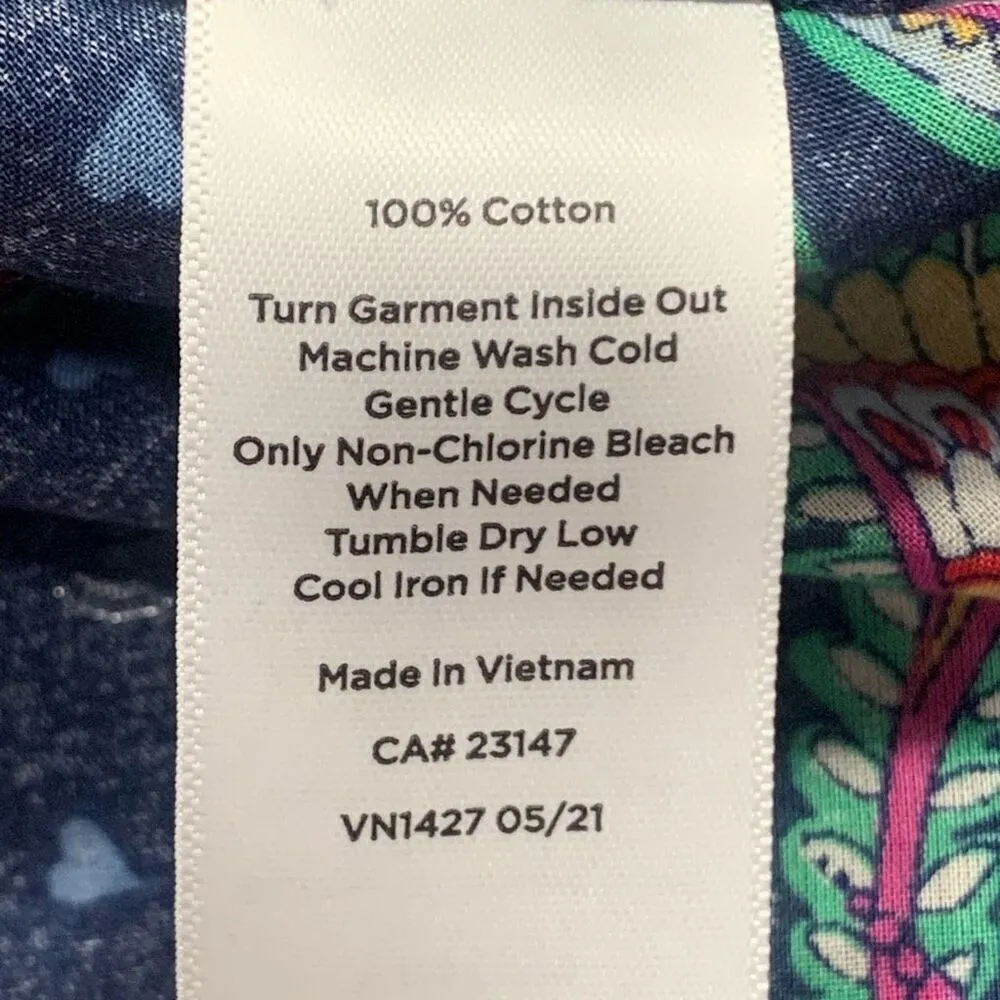 100% Cotton
Turn Garment Inside Out
Machine Wash Cold
Gentle Cycle
Only Non-Chlorine Bleach
When Needed
Tumble Dry Low
Cool Iron If Needed
Made In Vietnam
CA# 23147
VN1427 05/21